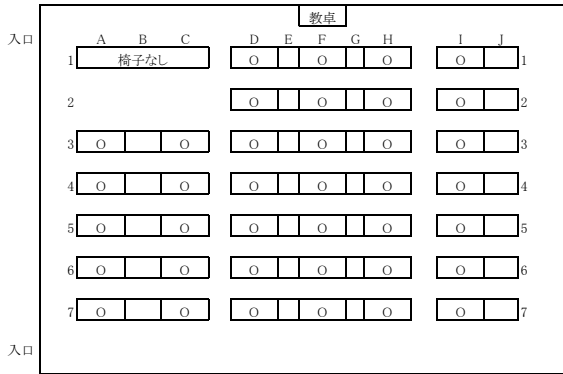 教卓
入口
A B C D E F G H I J
1 椅子なし O O O O 1
2 O O O O 2
3 O O O O O O 3
4 O O O O O O 4
5 O O O O O O 5
6 O O O O O O 6
7 O O O O O O 7
入口